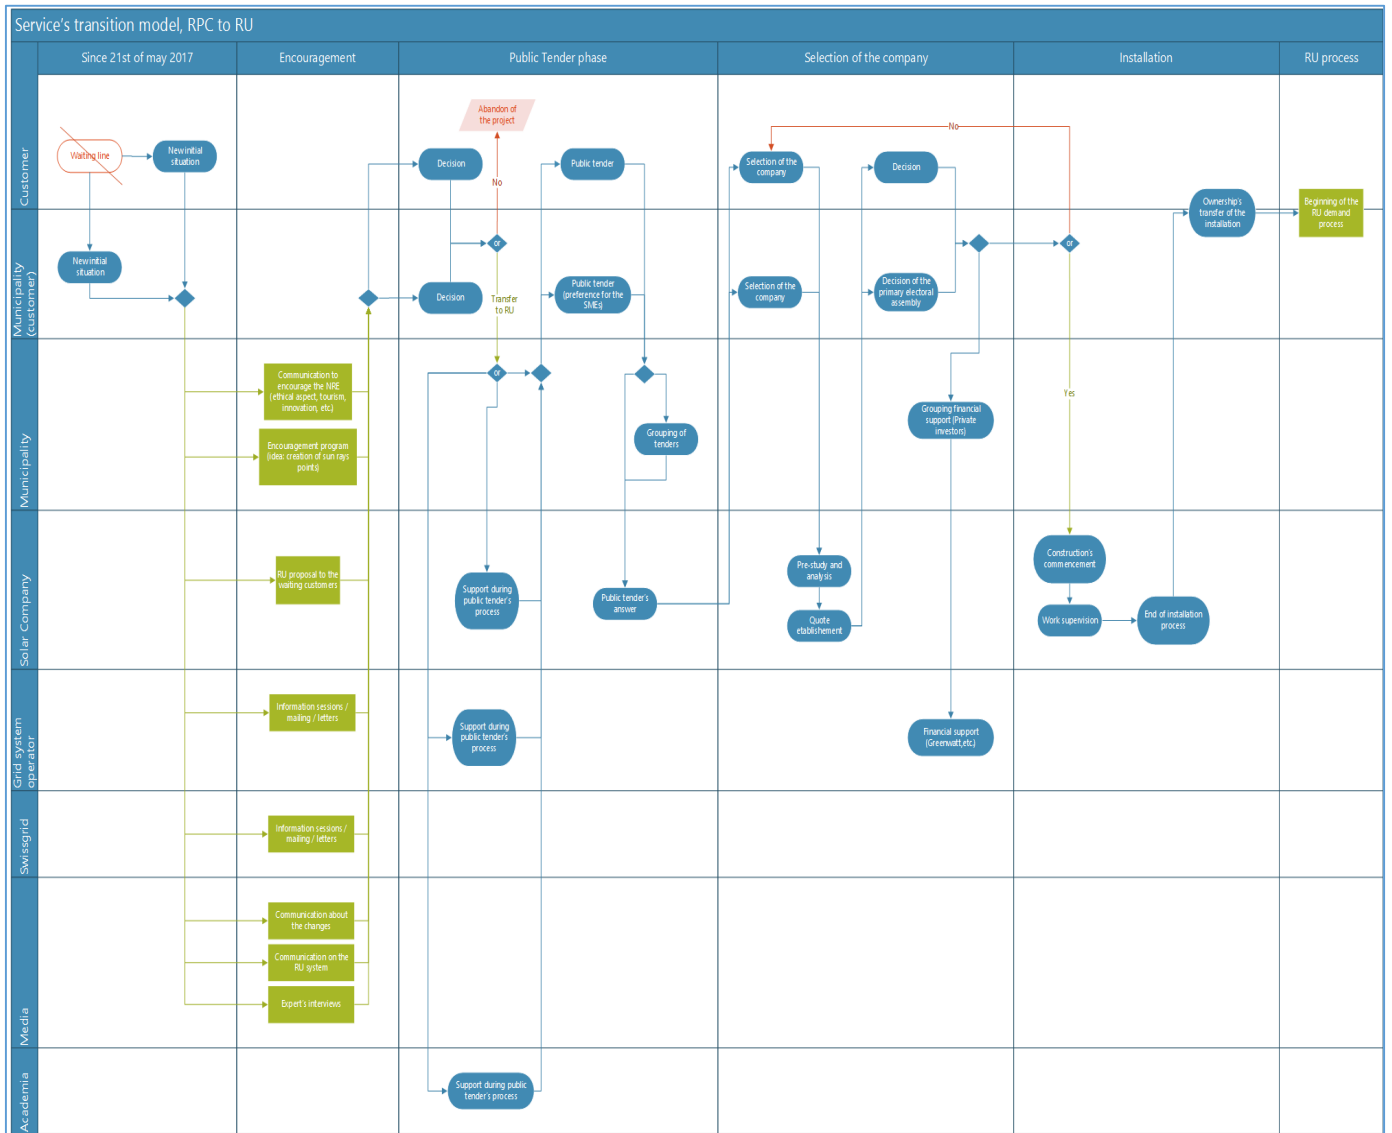 Service's transition model, RPC to RU
Since 21st of may 2017
Encouragement
Public Tender phase
Selection of the company
Installation
RU process
Customer
Waiting line
New initial
situation
Decision
Abandon of
the project
No
Public tender
Selection of the
company
Decision
No
Ownership's
transfer of the
installation
Beginning of the
RU demand
process
Municipality
(customer)
New initial
situation
Decision
or
Transfer
to RU
Public tender
(preference for the
SMEs)
Selection of the
company
Decision of the
primary electoral
assembly
or
Municipality
Communication to
encourage the NRE
(ethical aspect, tourism,
innovation, etc.)
Encouragement program
(idea: creation of sun rays
points)
or
Grouping of
tenders
Grouping financial
support (Private
investors)
Yes
Solar Company
RU proposal to the
waiting customers
Support during
public tender's
process
Public tender's
answer
Pre-study and
analysis
Quote
etablishement
Construction's
commencement
Work supervision
End of installation
process
Grid system
operator
Information sessions /
mailing / letters
Support during
public tender's
process
Financial support
(Greenwatt,etc.)
Swissgrid
Information sessions /
mailing / letters
Media
Communication about
the changes
Communication on the
RU system
Expert's interviews
Academia
Support during public
tender's process